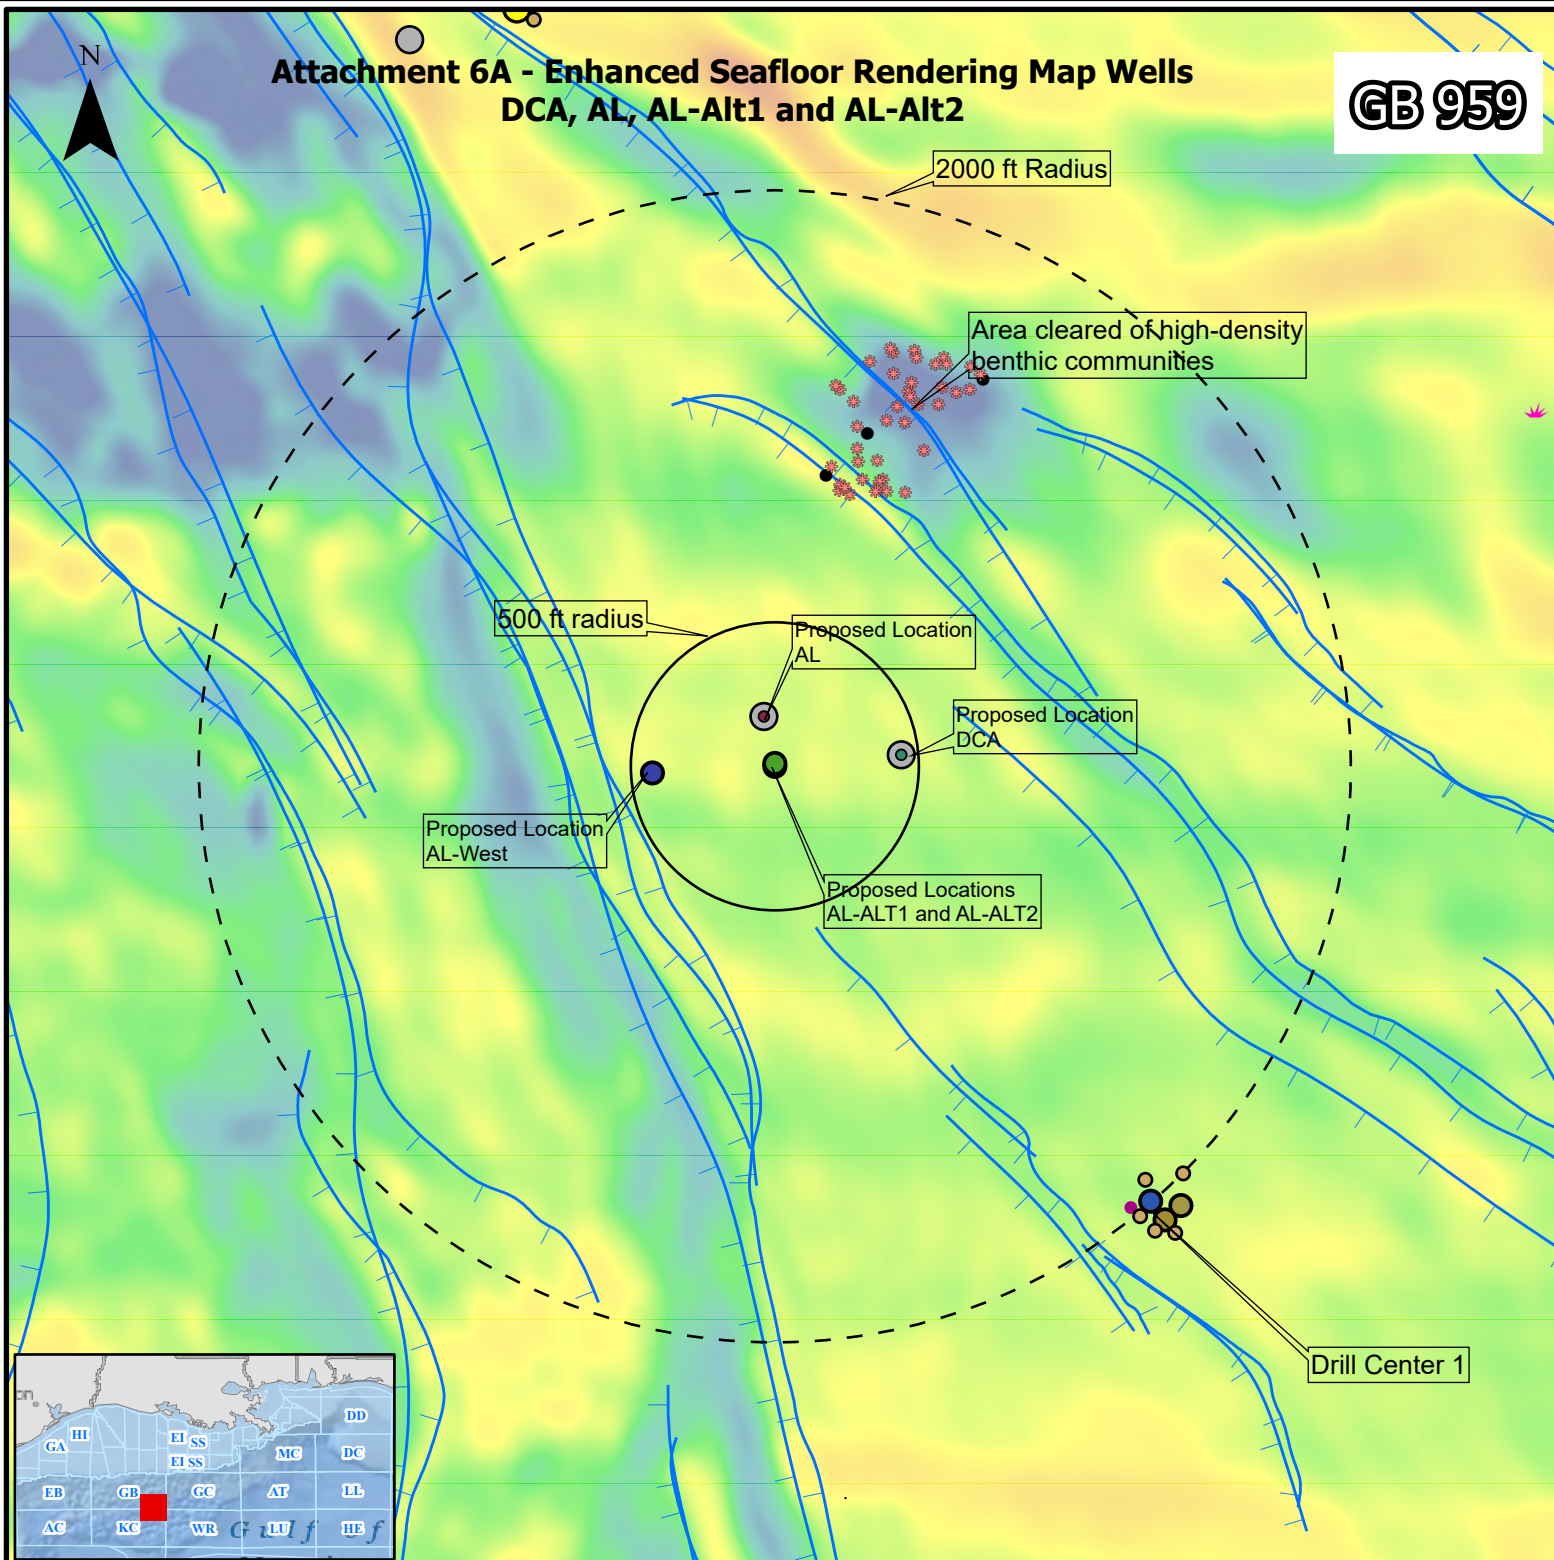 N
Attachment 6A - Enhanced Seafloor Rendering Map Wells
DCA, AL, AL-Alt1 and AL-Alt2
GB 959
2000 ft Radius
Area cleared of high-density
benthic communities
500 ft radius
Proposed Location
AL
Proposed Location
DCA
Proposed Location
AL-West
Proposed Locations
AL-ALT1 and AL-ALT2
Drill Center 1
DD
HI
EI
SS
GA
MC
DC
EI
SS
EB
GB
GC
AT
LL
AC
KC
WR
LU
HE
Gulf of